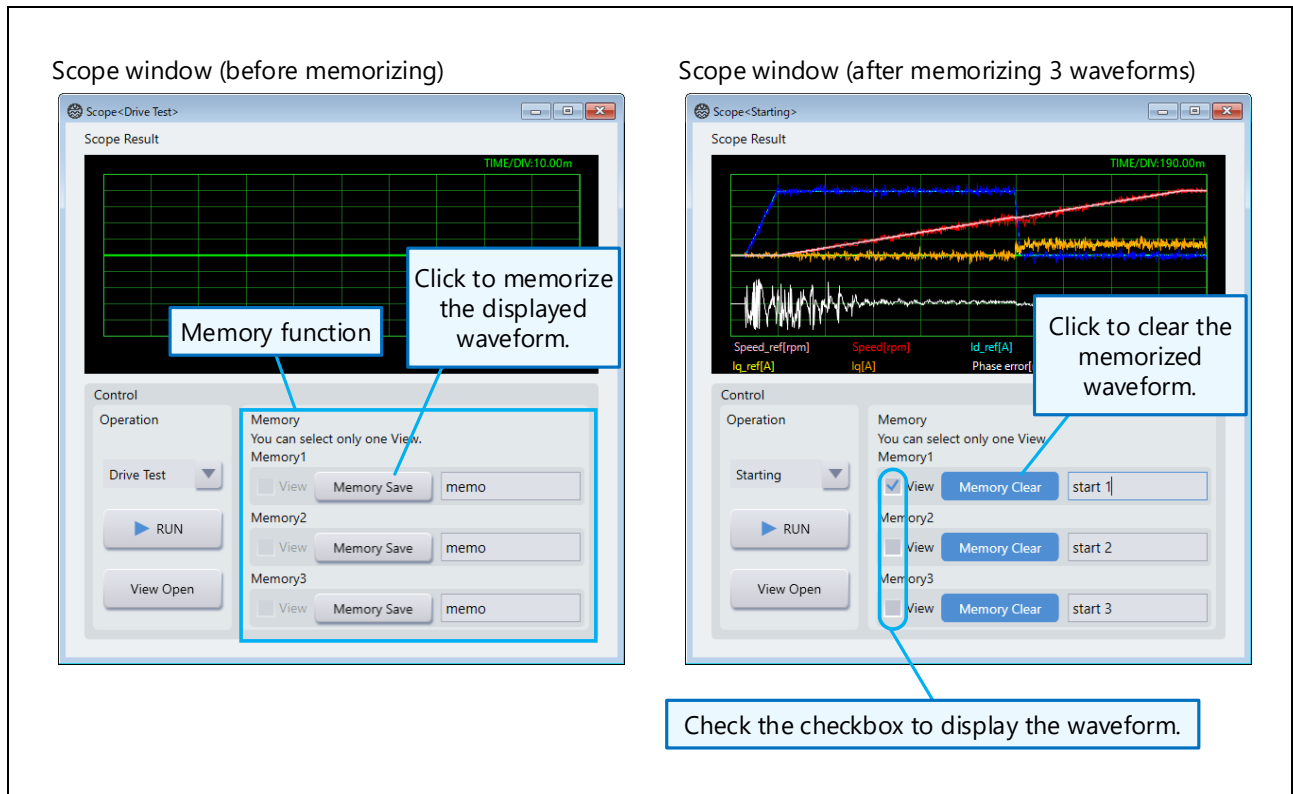 Scope window (before memorizing)
Scope<Drive Test>
Scope Result
TIME/DIV:10.00m
Click to memorize
the displayed
waveform.
Memory function
Control
Operation
Drive Test
RUN
View Open
Memory
You can select only one View.
Memory1
View Memory Save memo
Memory2
View Memory Save memo
Memory3
View Memory Save memo
Scope window (after memorizing 3 waveforms)
Scope<Starting>
Scope Result
TIME/DIV:190.00m
Speed_ref[rpm] Speed[rpm] Id_ref[A]
Iq_ref[A] Iq[A] Phase error[
Click to clear the
memorized
waveform.
Control
Operation
Starting
RUN
View Open
Memory
You can select only one View
Memory1
View Memory Clear start 1
Memory2
View Memory Clear start 2
Memory3
View Memory Clear start 3
Check the checkbox to display the waveform.